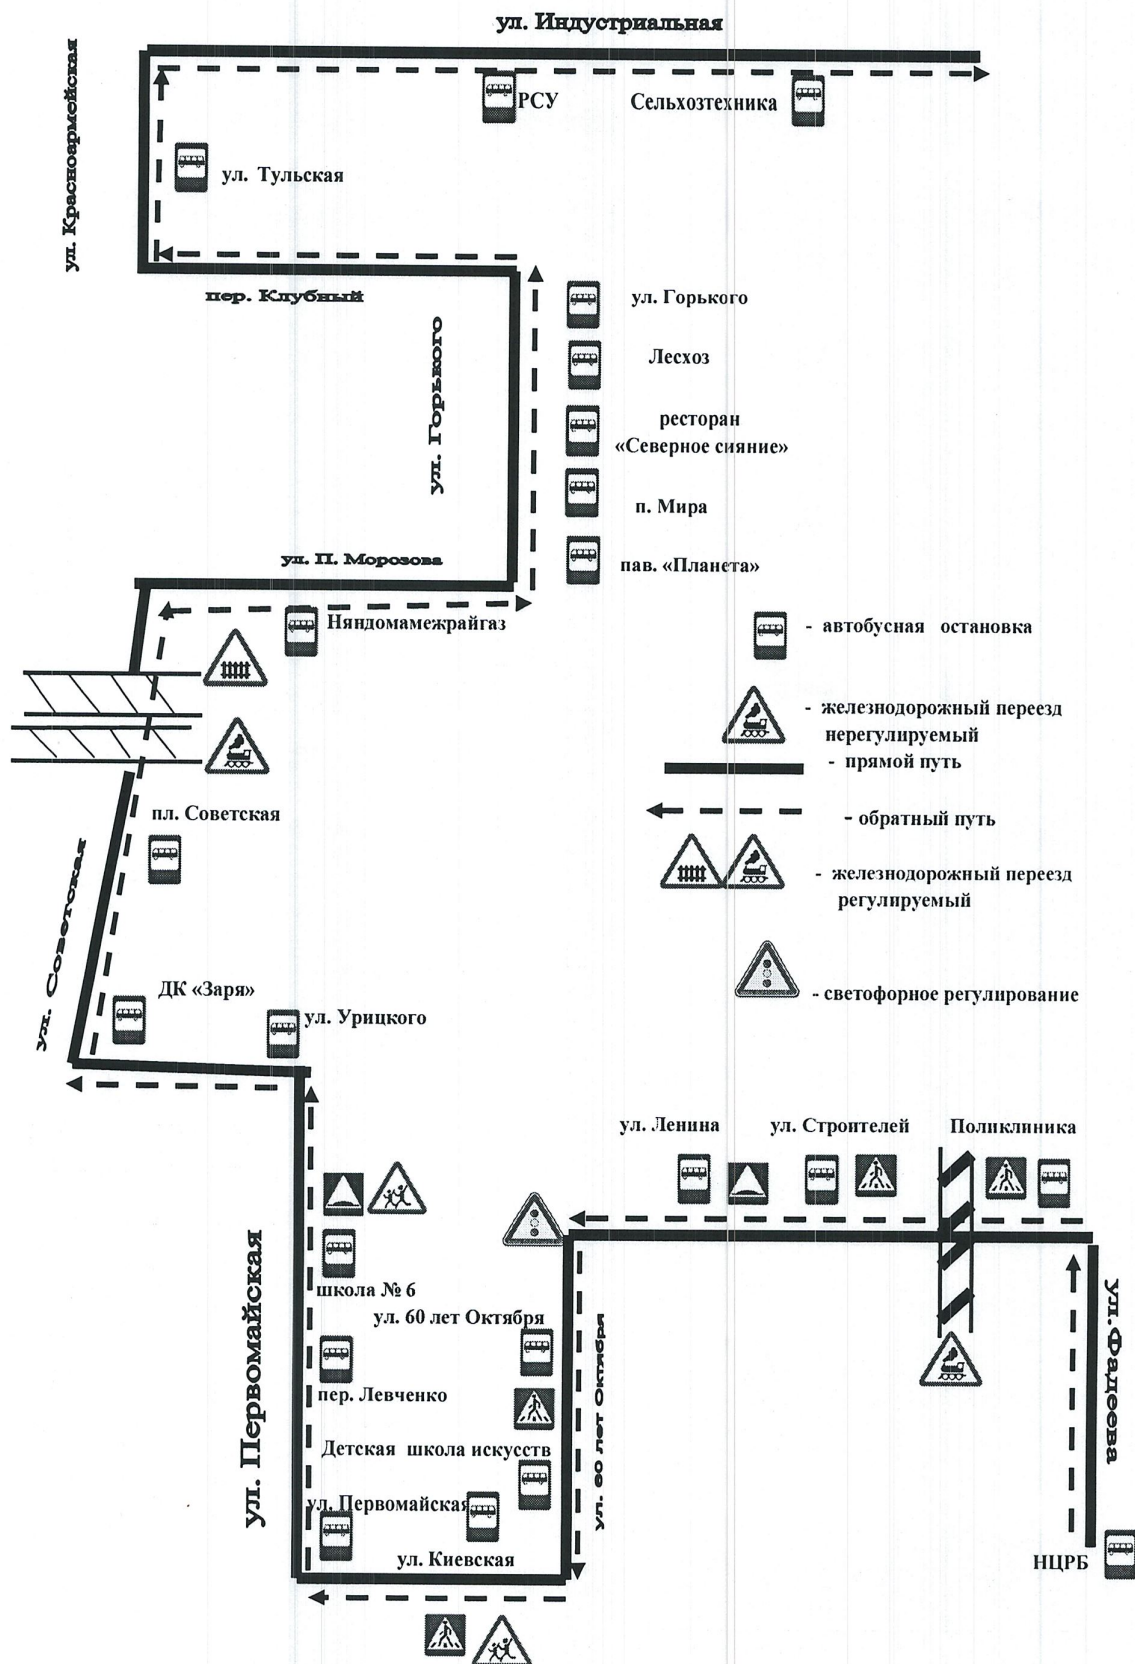 ул. Индустриальная
ул. Красноармейская
РСУ
Сельхозтехника
ул. Тульская
пер. Клубный
ул. Горького
ул. Горького
Лесхоз
ресторан
«Северное сияние»
п. Мира
пав. «Планета»
ул. П. Морозова
Няндомамежрайгаз
- автобусная остановка
- железнодорожный переезд
нерегулируемый
- прямой путь
- обратный путь
- железнодорожный переезд
регулируемый
- светофорное регулирование
пл. Советская
ул. Советская
ДК «Заря»
ул. Урицкого
ул. Ленина
ул. Строителей
Поликлиника
ул. Первомайская
школа № 6
ул. 60 лет Октября
пер. Левченко
Детская школа искусств
ул. Первомайская
ул. Киевская
ул. 60 лет Октября
ул.Фадеева
НЦРБ